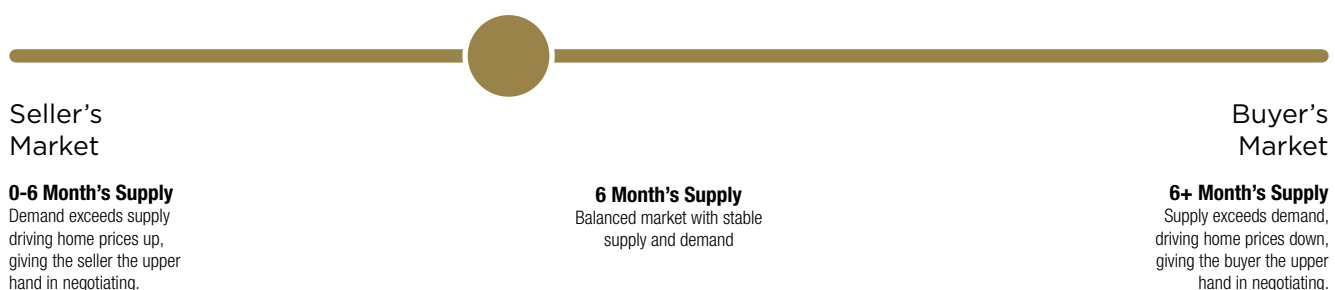 Seller’s
Market
0-6 Month’s Supply
Demand exceeds supply
driving home prices up,
giving the seller the upper
hand in negotiating.
6 Month’s Supply
Balanced market with stable
supply and demand
Buyer’s
Market
6+ Month’s Supply
Supply exceeds demand,
driving home prices down,
giving the buyer the upper
hand in negotiating.